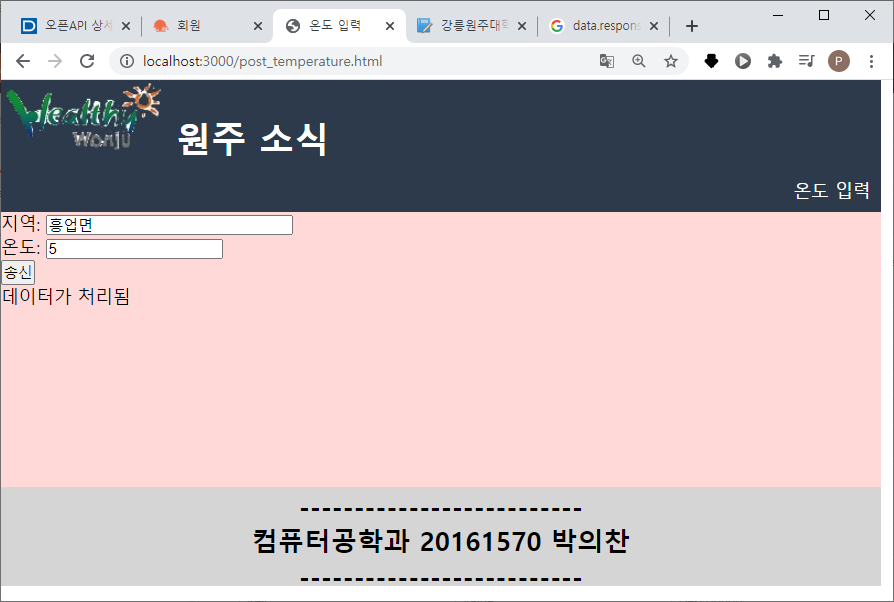 오픈API 상세
회원
온도 입력
강릉원주대학
data.respons
localhost:3000/post_temperature.html
P
Healthy
Wonju
원주 소식
온도 입력
지역: 흥업면
온도: 5
송신
데이터가 처리됨
--------------------------
컴퓨터공학과 20161570 박의찬
--------------------------